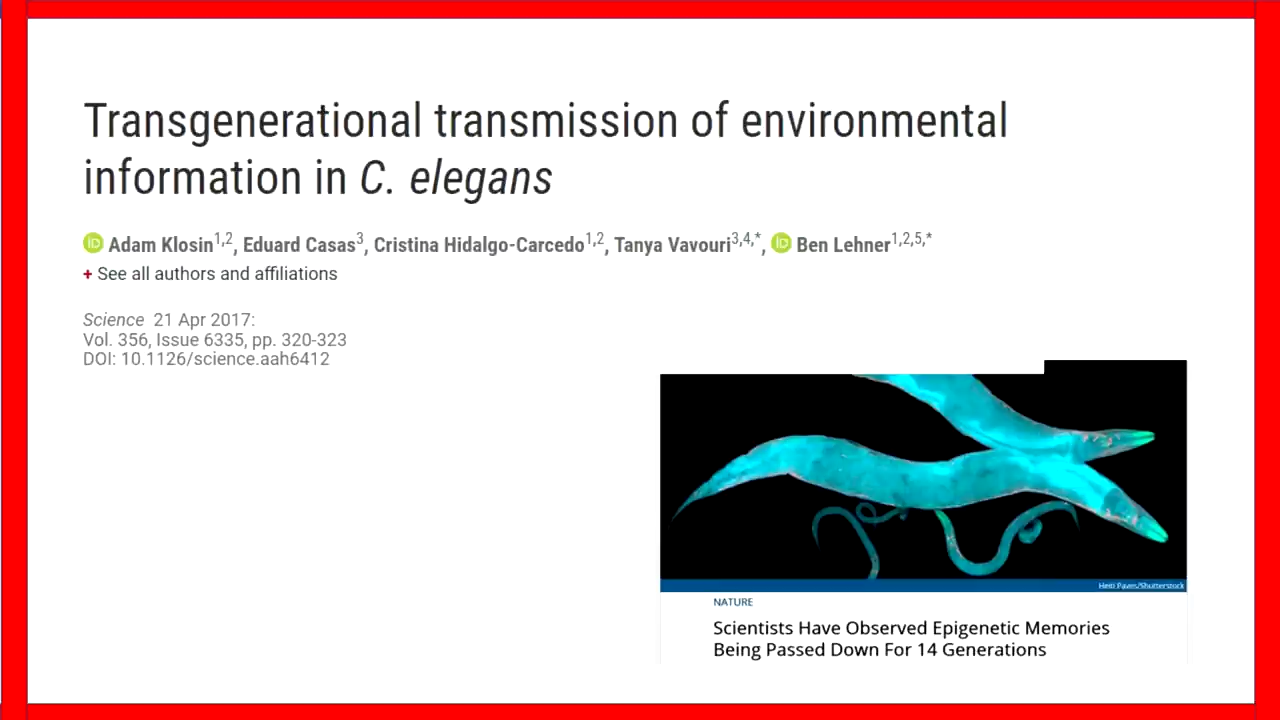 Transgenerational transmission of environmental
information in C. elegans
iD Adam Klosin1,2, Eduard Casas3, Cristina Hidalgo-Carcedo1,2, Tanya Vavouri3,4,*, iD Ben Lehner1,2,5,*
+ See all authors and affiliations
Science 21 Apr 2017:
Vol. 356, Issue 6335, pp. 320-323
DOI: 10.1126/science.aah6412
Heiti Paves/Shutterstock
NATURE
Scientists Have Observed Epigenetic Memories
Being Passed Down For 14 Generations